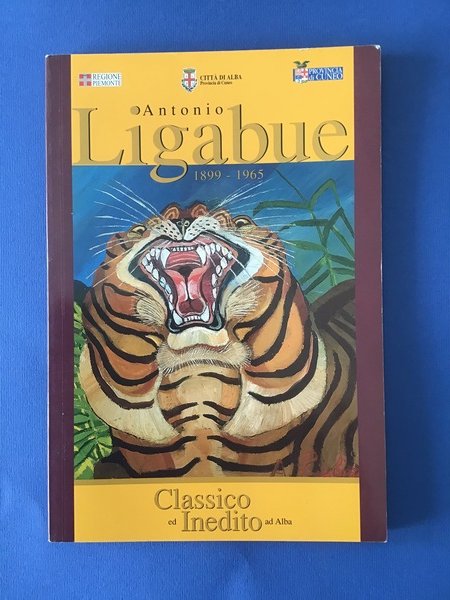 REGIONE
PIEMONTE
CITTÀ DI ALBA
Provincia di Cuneo
PROVINCIA
di CUNEO
Antonio
Ligabue
1899 - 1965
Classico
ed Inedito ad Alba